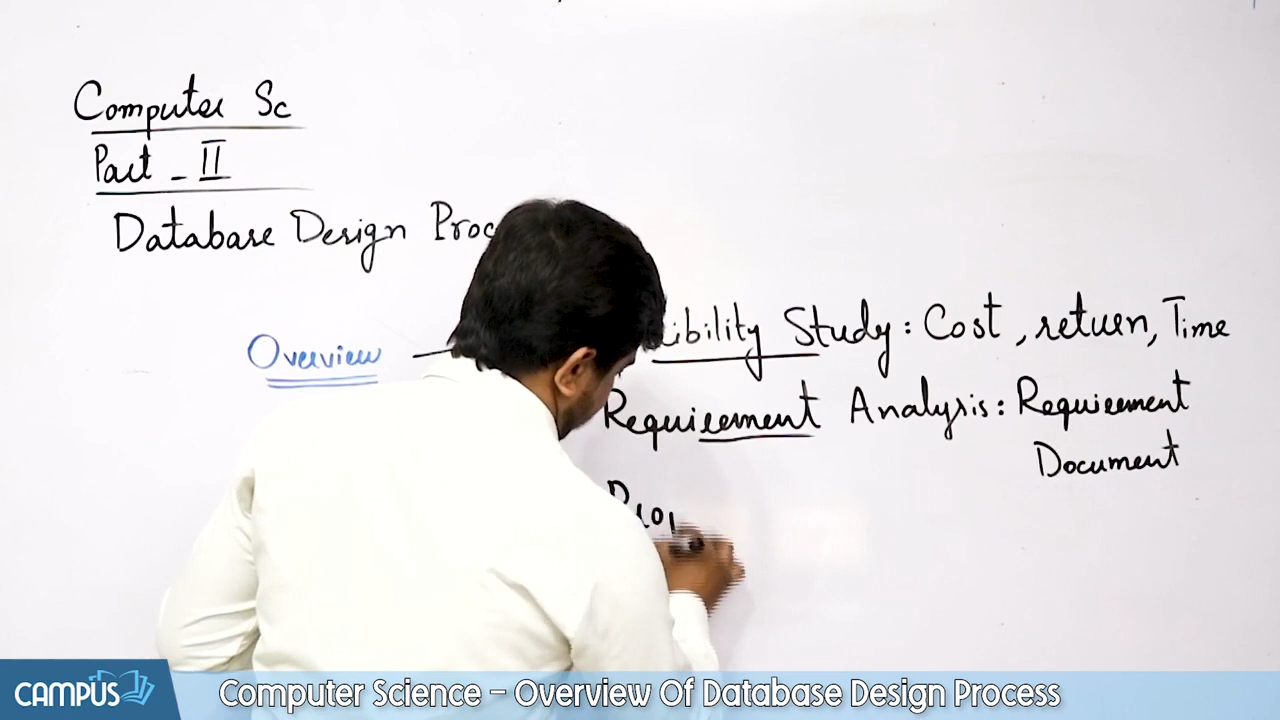 Computer Sc
Part - II
Database Design Proc
Overview
ibility Study: Cost, return, Time
Requirement Analysis: Requirement
Document
Prop
CAMPUS
Computer Science – Overview Of Database Design Process